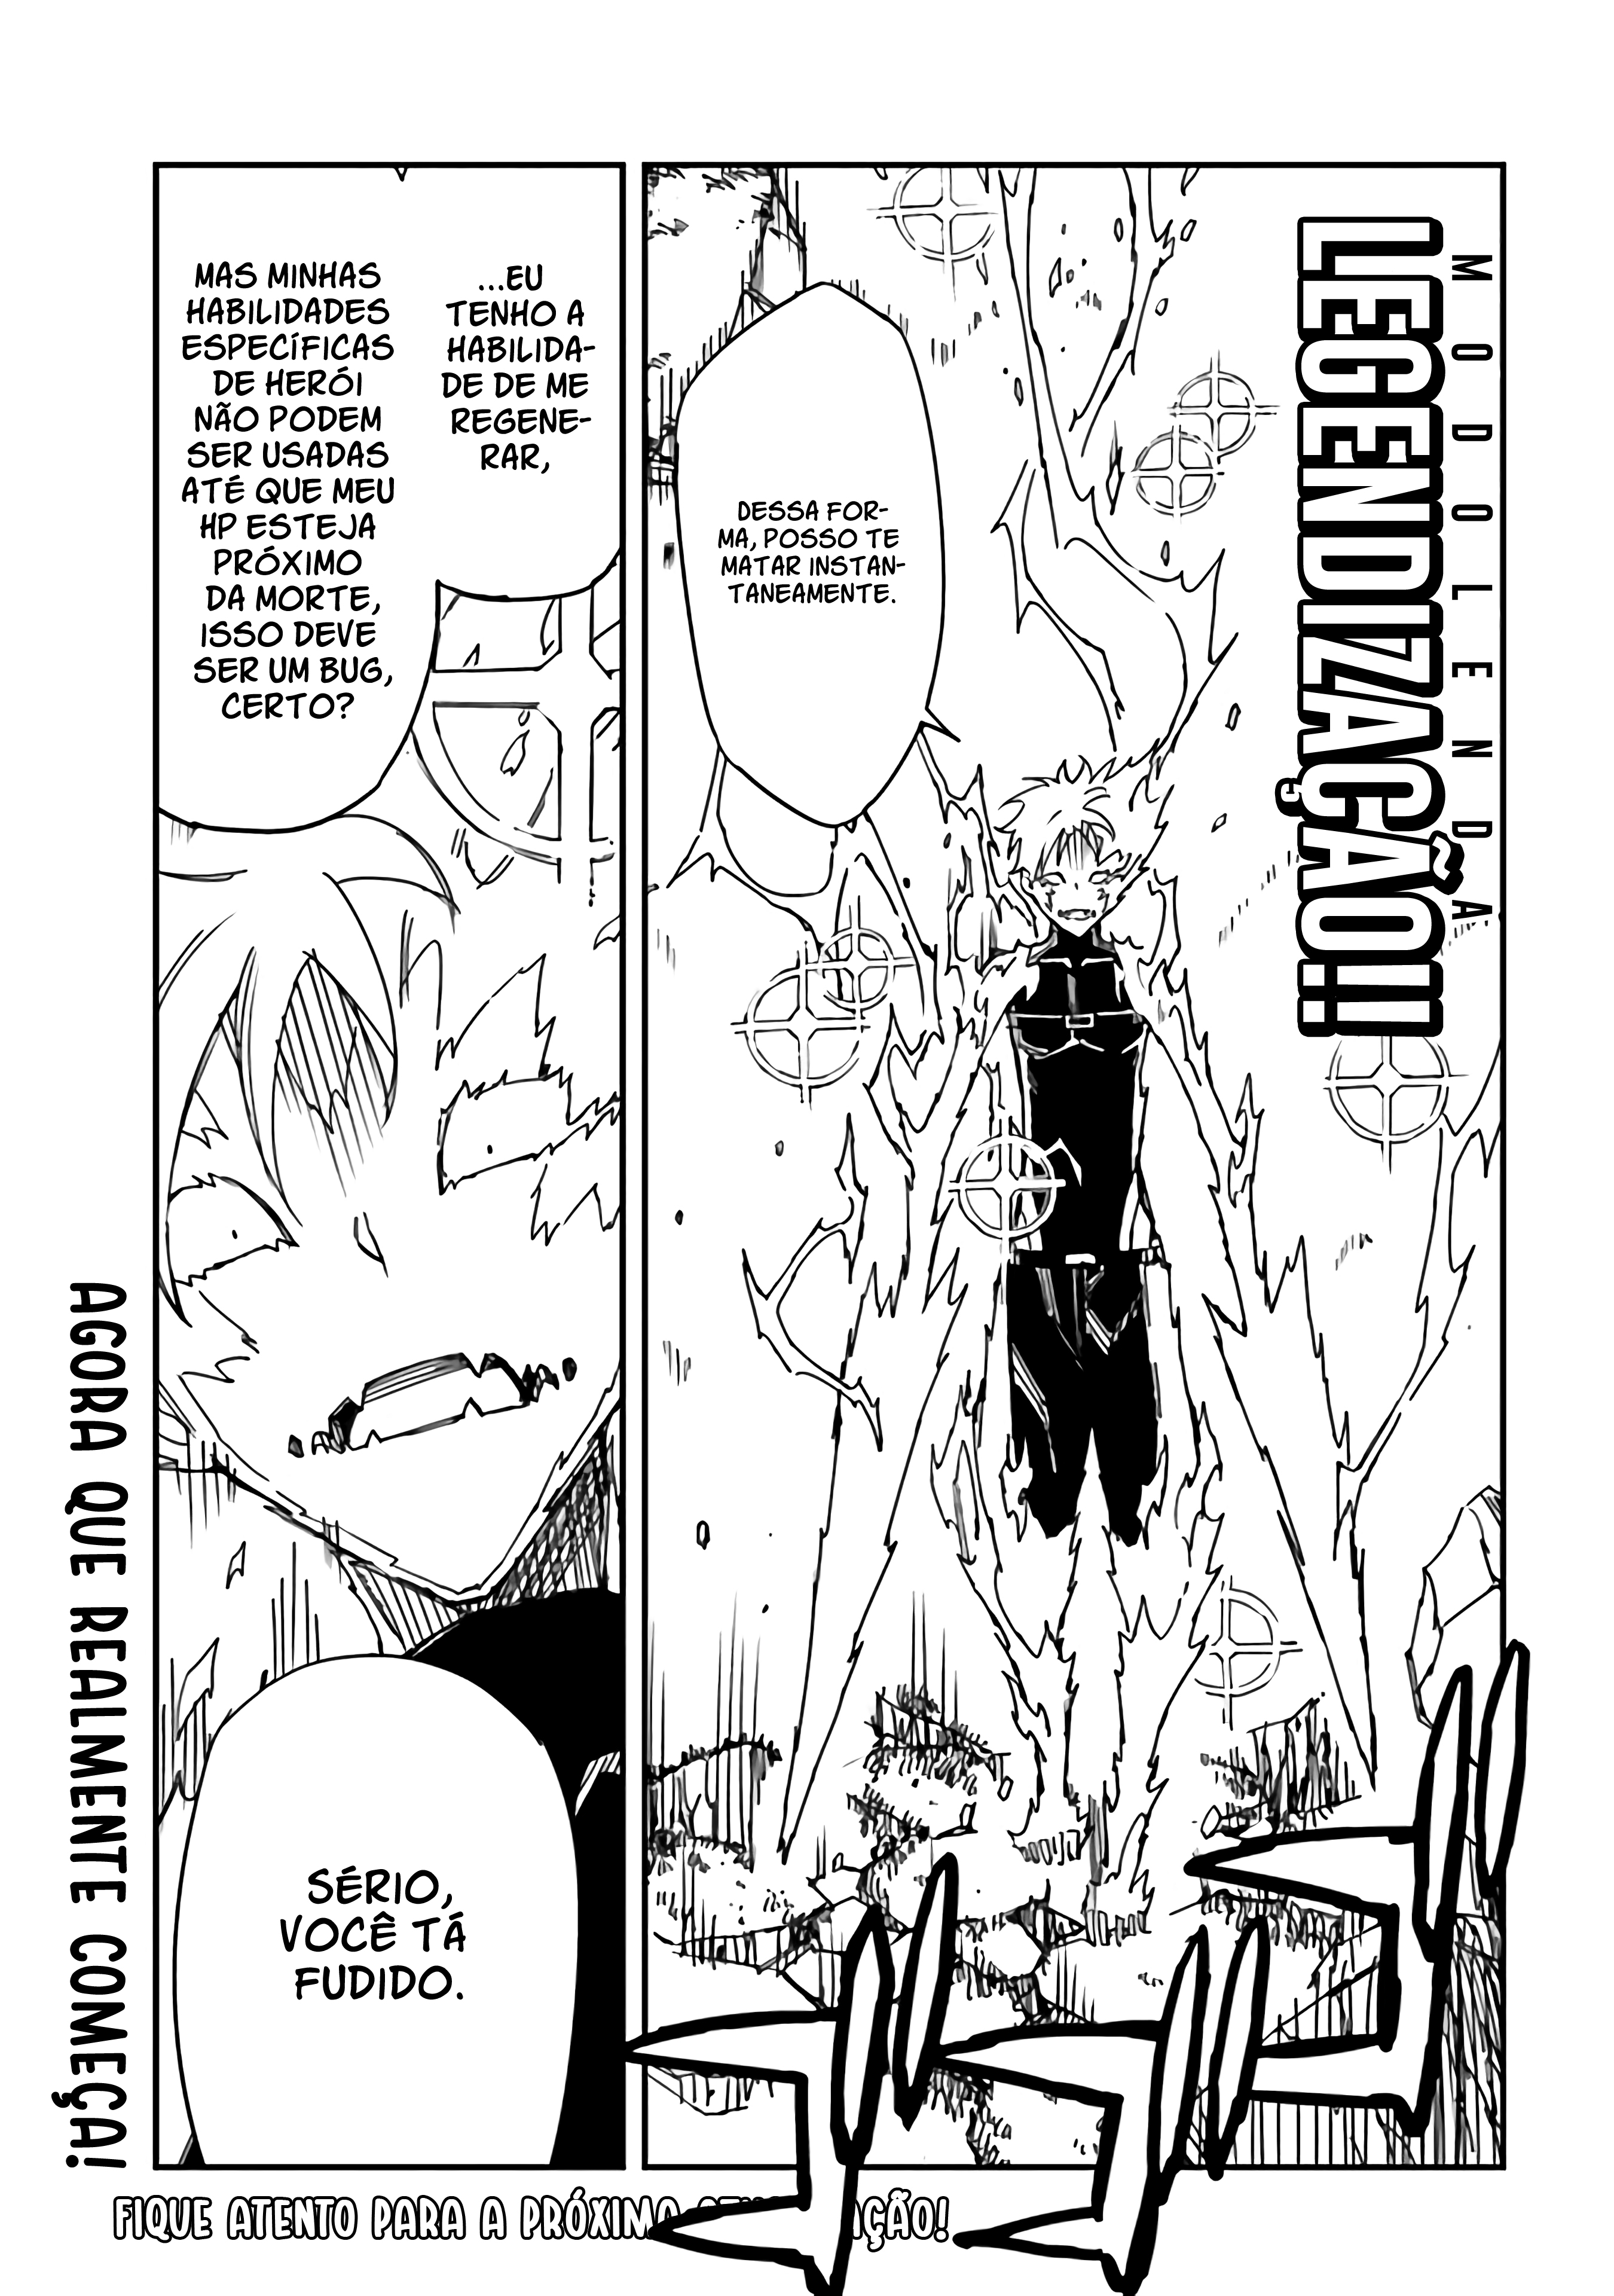 MODO LENDA
LEGENDIZAÇÃO!!
DESSA FOR-
MA, POSSO TE
MATAR INSTAN-
TANEAMENTE.
...EU
TENHO A
HABILIDA-
DE DE ME
REGENE-
RAR,
MAS MINHAS
HABILIDADES
ESPECÍFICAS
DE HERÓI
NÃO PODEM
SER USADAS
ATÉ QUE MEU
HP ESTEJA
PRÓXIMO
DA MORTE,
ISSO DEVE
SER UM BUG,
CERTO?
SÉRIO,
VOCÊ TÁ
FUDIDO.
AGORA QUE REALMENTE COMEÇA!
FIQUE ATENTO PARA A